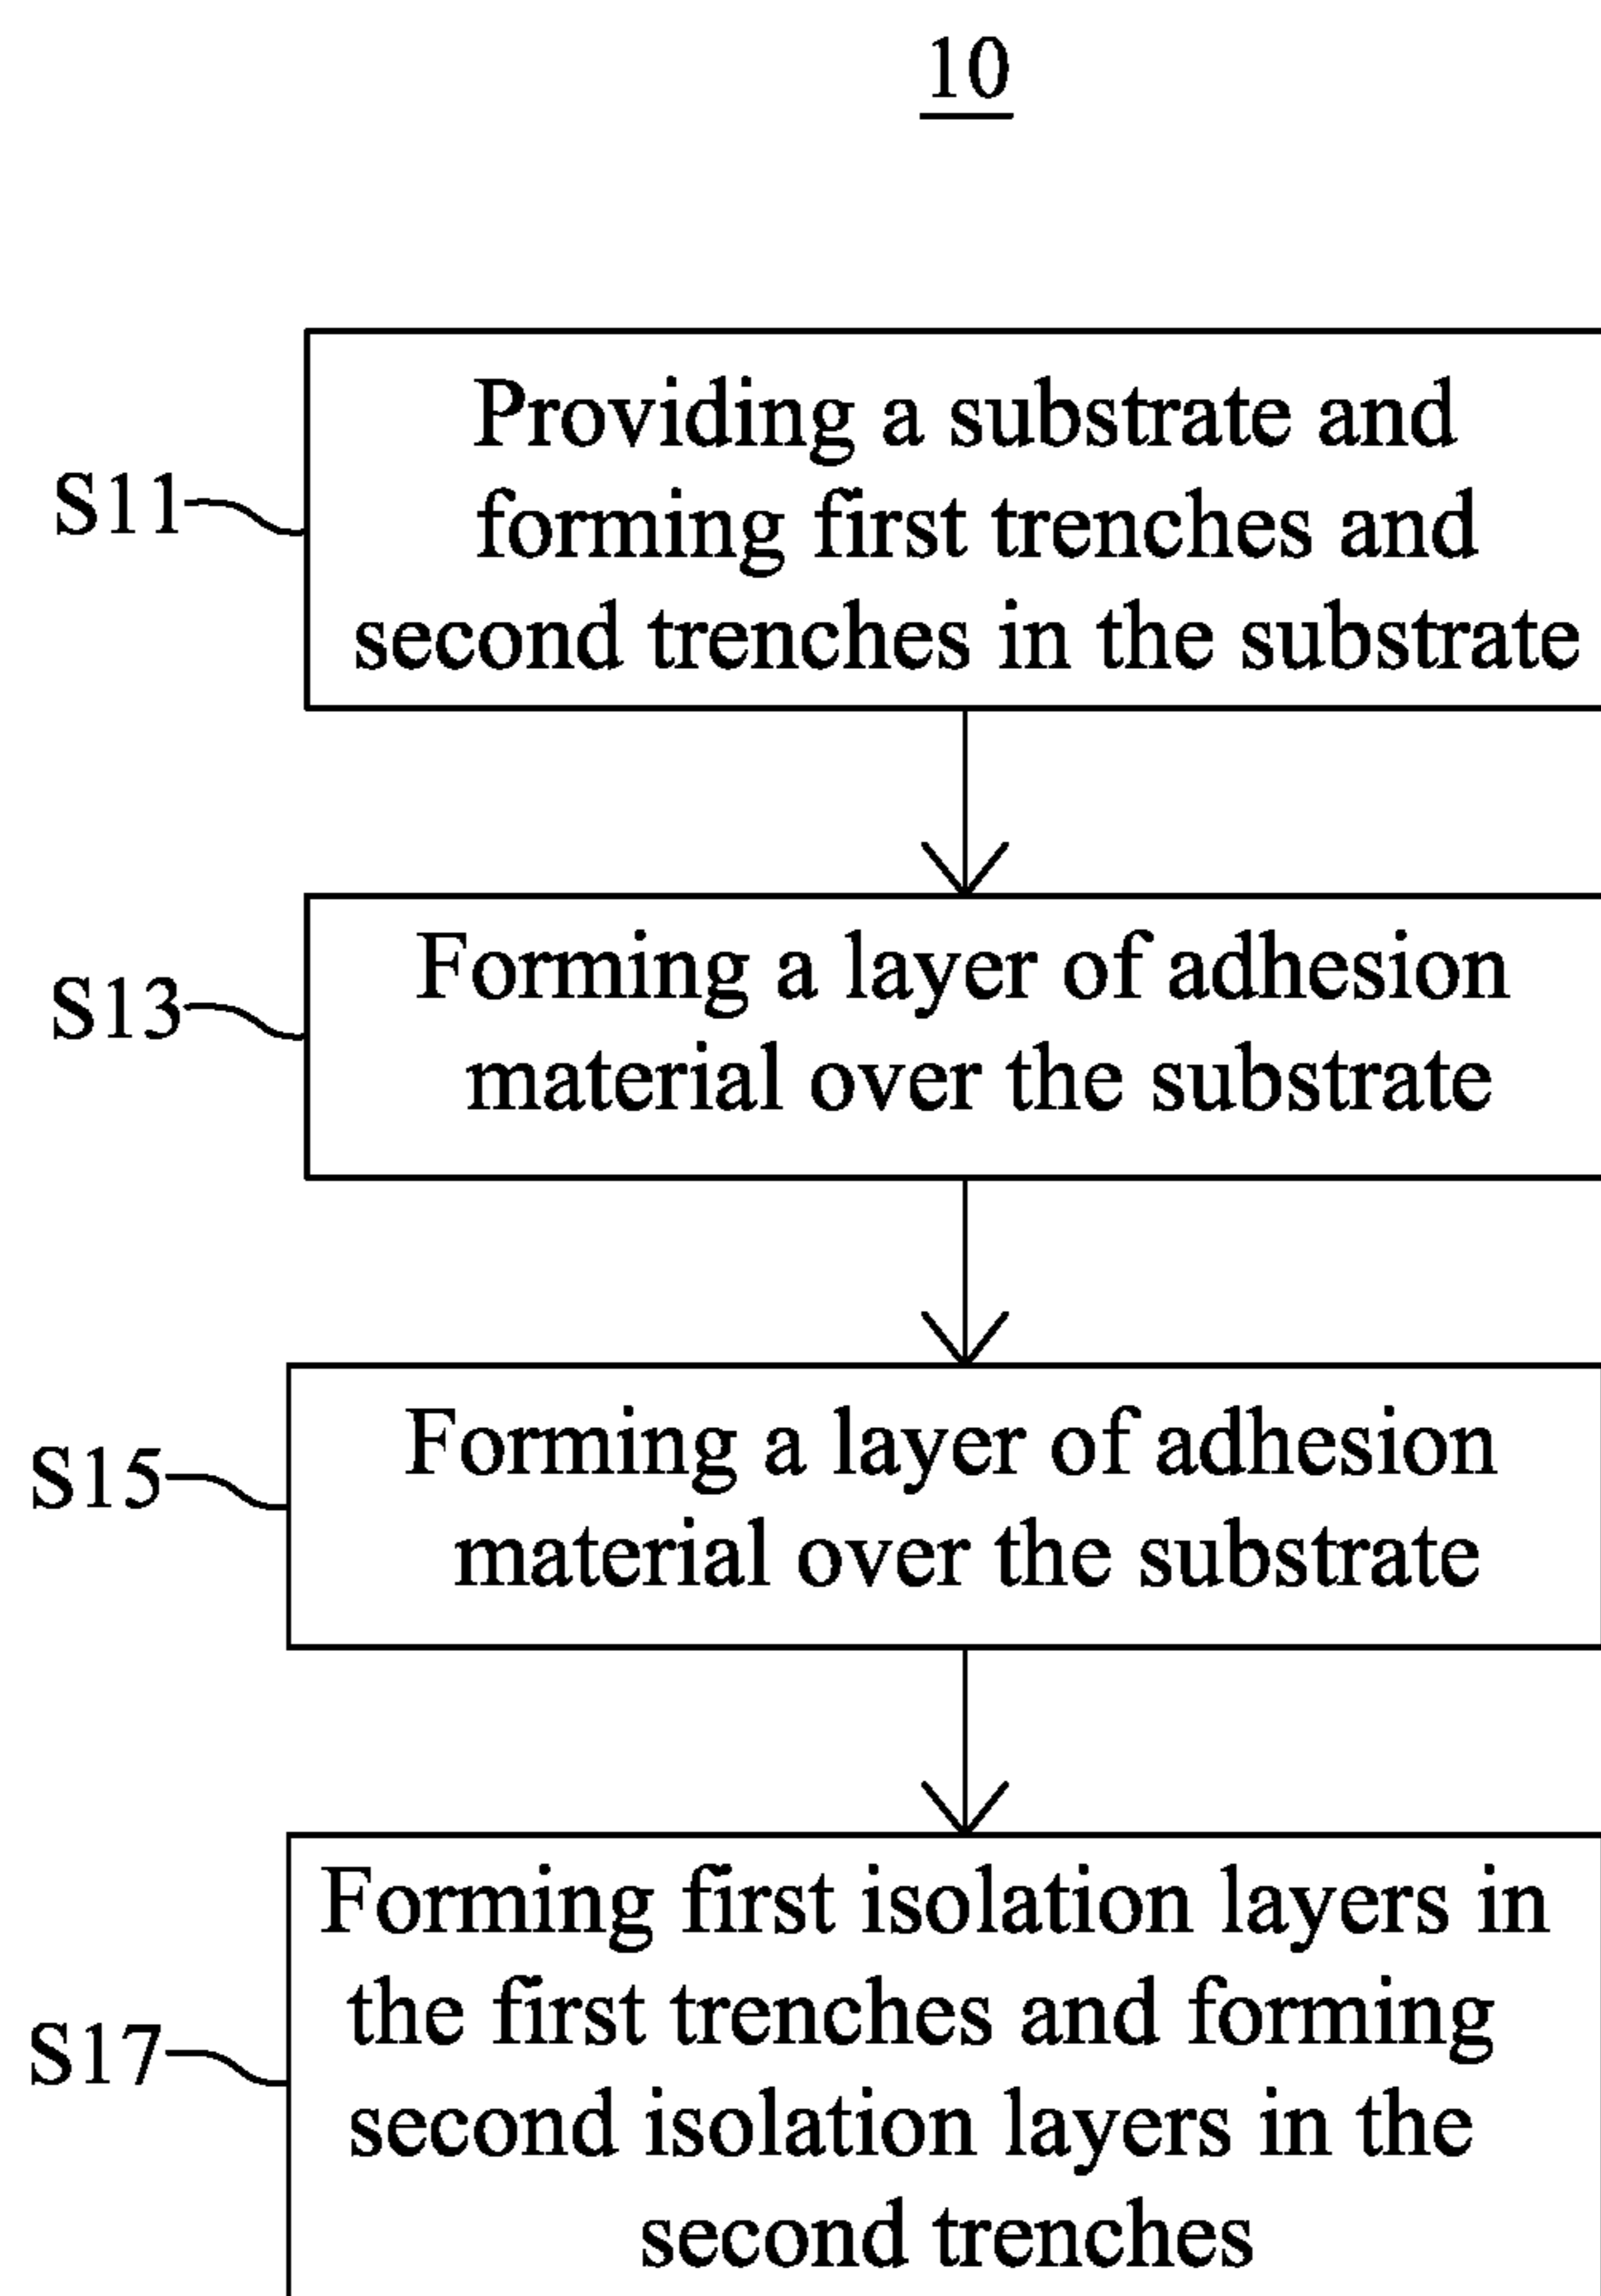 10
Providing a substrate and
forming first trenches and
second trenches in the substrate
S11
Forming a layer of adhesion
material over the substrate
S13
Forming a layer of adhesion
material over the substrate
S15
Forming first isolation layers in
the first trenches and forming
second isolation layers in the
second trenches
S17